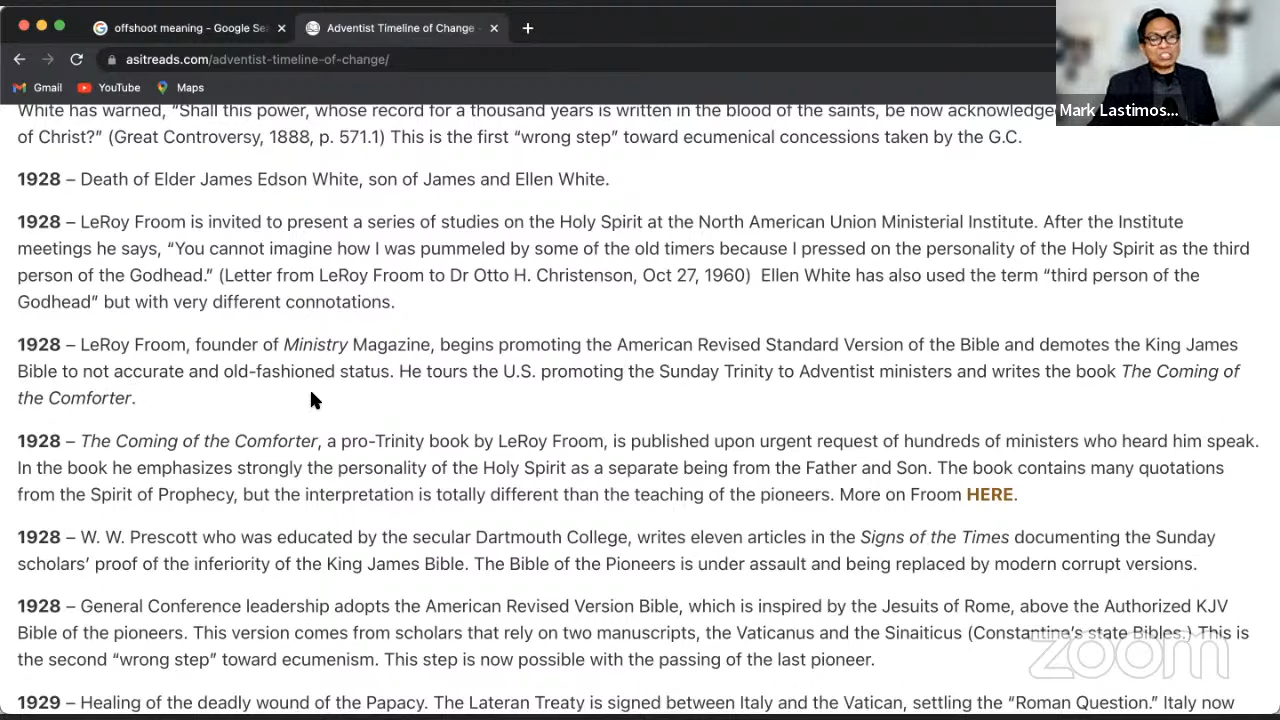 offshoot meaning - Google Se
Adventist Timeline of Change -
asitreads.com/adventist-timeline-of-change/
Gmail YouTube Maps
Mark Lastimos...
White has warned, “Shall this power, whose record for a thousand years is written in the blood of the saints, be now acknowledge
of Christ?” (Great Controversy, 1888, p. 571.1) This is the first “wrong step” toward ecumenical concessions taken by the G.C.
1928 – Death of Elder James Edson White, son of James and Ellen White.
1928 – LeRoy Froom is invited to present a series of studies on the Holy Spirit at the North American Union Ministerial Institute. After the Institute
meetings he says, “You cannot imagine how I was pummeled by some of the old timers because I pressed on the personality of the Holy Spirit as the third
person of the Godhead.” (Letter from LeRoy Froom to Dr Otto H. Christenson, Oct 27, 1960) Ellen White has also used the term “third person of the
Godhead” but with very different connotations.
1928 – LeRoy Froom, founder of Ministry Magazine, begins promoting the American Revised Standard Version of the Bible and demotes the King James
Bible to not accurate and old-fashioned status. He tours the U.S. promoting the Sunday Trinity to Adventist ministers and writes the book The Coming of
the Comforter.
1928 – The Coming of the Comforter, a pro-Trinity book by LeRoy Froom, is published upon urgent request of hundreds of ministers who heard him speak.
In the book he emphasizes strongly the personality of the Holy Spirit as a separate being from the Father and Son. The book contains many quotations
from the Spirit of Prophecy, but the interpretation is totally different than the teaching of the pioneers. More on Froom HERE.
1928 – W. W. Prescott who was educated by the secular Dartmouth College, writes eleven articles in the Signs of the Times documenting the Sunday
scholars’ proof of the inferiority of the King James Bible. The Bible of the Pioneers is under assault and being replaced by modern corrupt versions.
1928 – General Conference leadership adopts the American Revised Version Bible, which is inspired by the Jesuits of Rome, above the Authorized KJV
Bible of the pioneers. This version comes from scholars that rely on two manuscripts, the Vaticanus and the Sinaiticus (Constantine’s state Bibles.) This is
the second “wrong step” toward ecumenism. This step is now possible with the passing of the last pioneer.
zoom
1929 – Healing of the deadly wound of the Papacy. The Lateran Treaty is signed between Italy and the Vatican, settling the “Roman Question.” Italy now